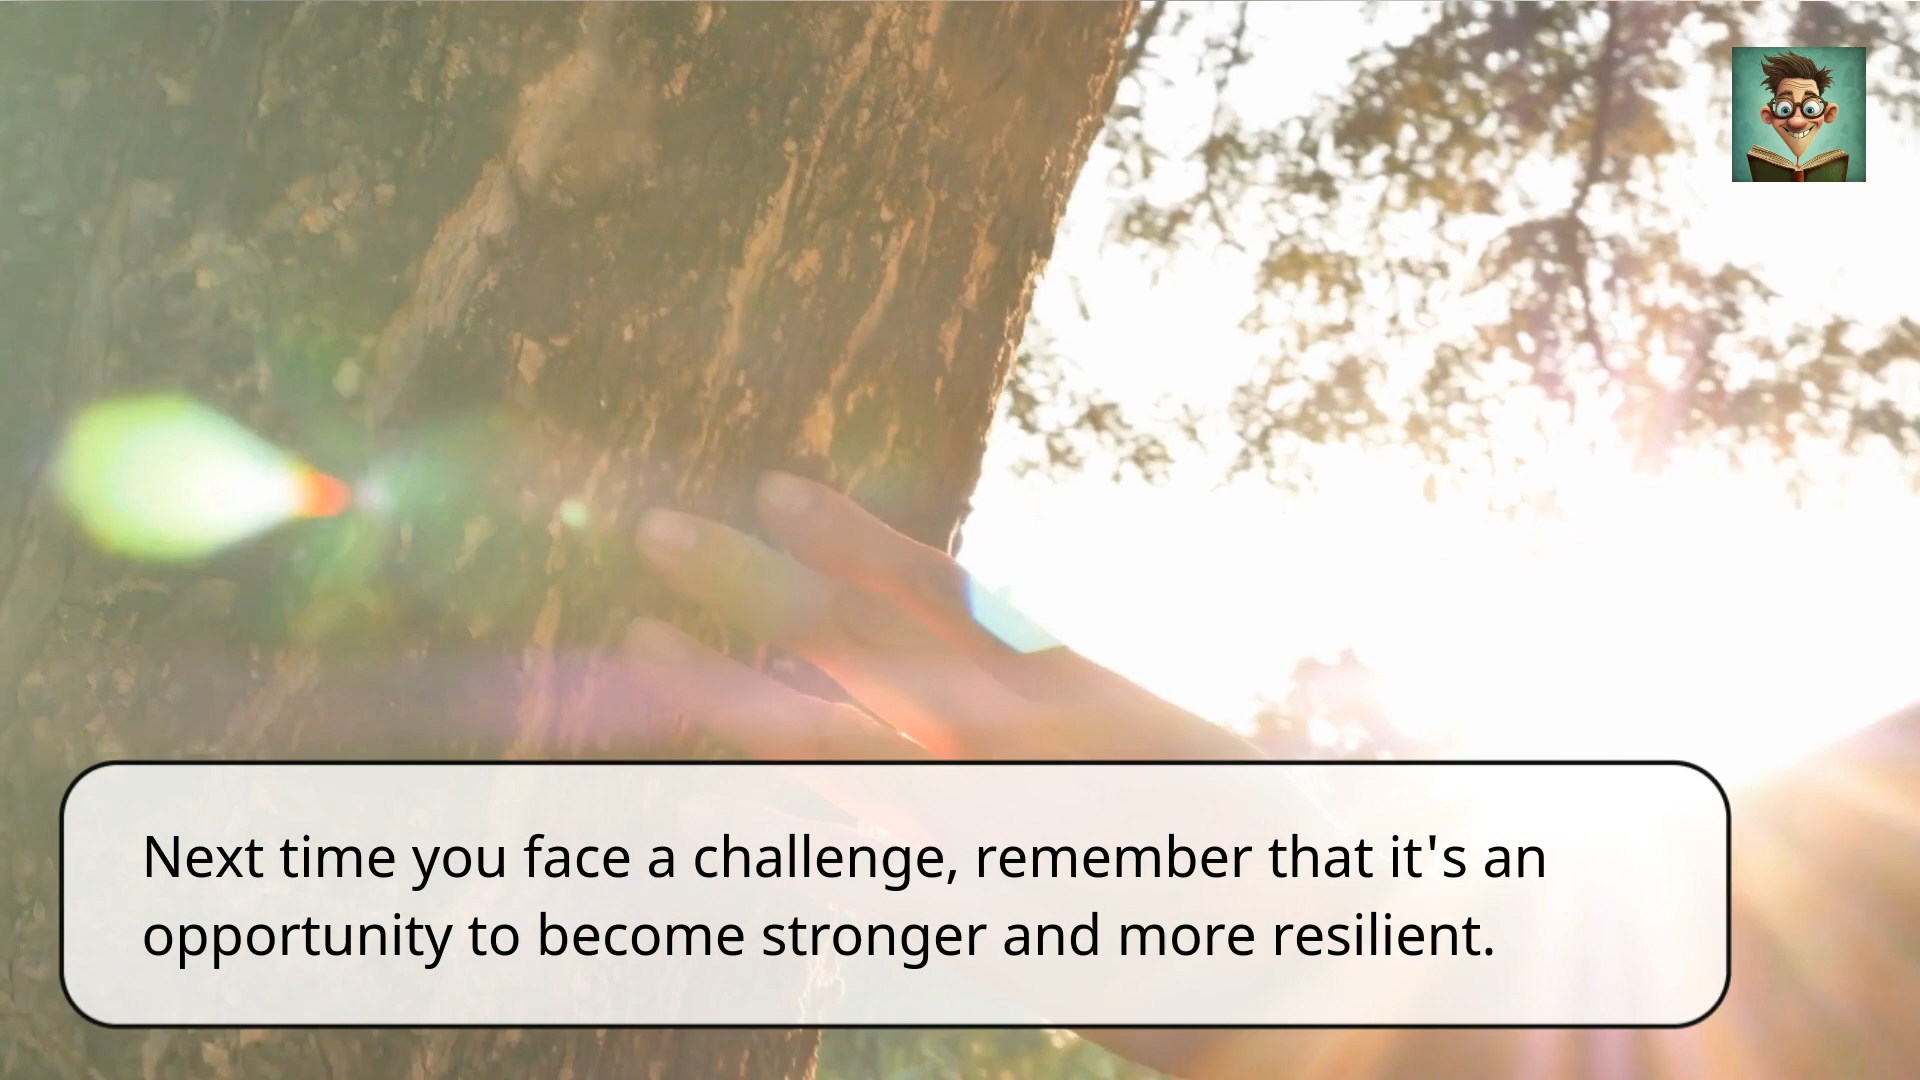 Next time you face a challenge, remember that it's an
opportunity to become stronger and more resilient.